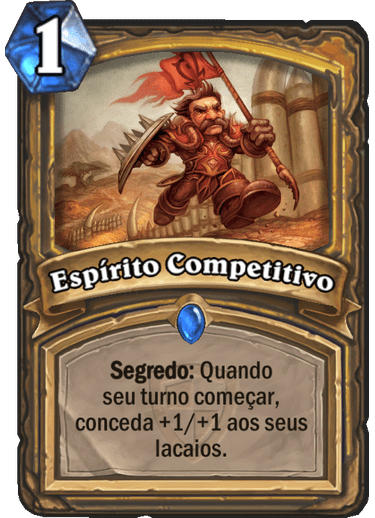 1
Espírito Competitivo
Segredo: Quando
seu turno começar,
conceda +1/+1 aos seus
lacaios.